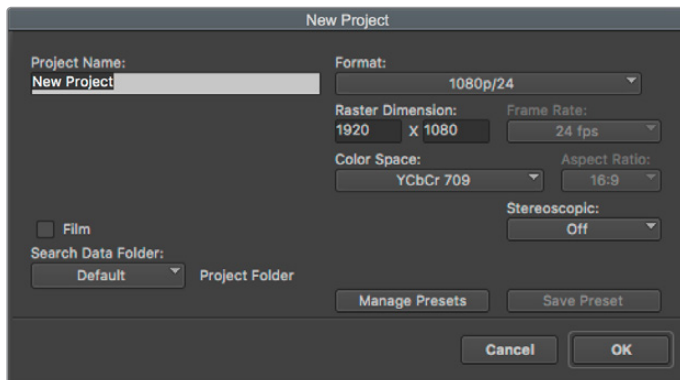 New Project
Project Name:
New Project
Format:
1080p/24
Raster Dimension:
1920 x 1080
Frame Rate:
24 fps
Color Space:
YCbCr 709
Aspect Ratio:
16:9
Stereoscopic:
Off
Film
Search Data Folder:
Default
Project Folder
Manage Presets
Save Preset
Cancel
OK